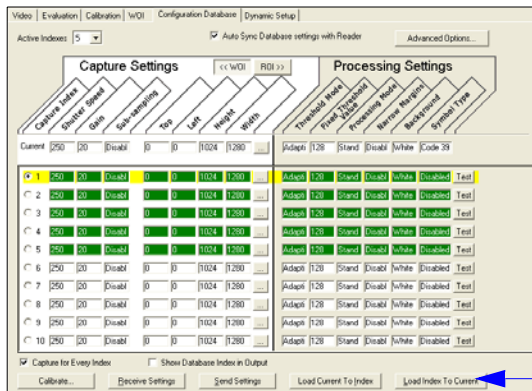 Video Evaluation Calibration WOI Configuration Database Dynamic Setup
Active Indexes 5 Auto Sync Database settings with Reader Advanced Options...
Capture Settings << WOI ROI >> Processing Settings
Capture Index Shutter Speed Gain Sub-sampling Top Left Height Width Threshold Mode Fixed Threshold Value Processing Mode Narrow Margins Background Symbol Type
Current 250 20 Disabl 0 0 1024 1280 ... Adapti 128 Stand Disabl White Code 39
1 250 20 Disabl 0 0 1024 1280 ... Adapti 128 Stand Disabl White Disabled Test
2 250 20 Disabl 0 0 1024 1280 ... Adapti 128 Stand Disabl White Disabled Test
3 250 20 Disabl 0 0 1024 1280 ... Adapti 128 Stand Disabl White Disabled Test
4 250 20 Disabl 0 0 1024 1280 ... Adapti 128 Stand Disabl White Disabled Test
5 250 20 Disabl 0 0 1024 1280 ... Adapti 128 Stand Disabl White Disabled Test
6 250 20 Disabl 0 0 1024 1280 ... Adapti 128 Stand Disabl White Disabled Test
7 250 20 Disabl 0 0 1024 1280 ... Adapti 128 Stand Disabl White Disabled Test
8 250 20 Disabl 0 0 1024 1280 ... Adapti 128 Stand Disabl White Disabled Test
9 250 20 Disabl 0 0 1024 1280 ... Adapti 128 Stand Disabl White Disabled Test
10 250 20 Disabl 0 0 1024 1280 ... Adapti 128 Stand Disabl White Disabled Test
Capture for Every Index Show Database Index in Output
Calibrate... Receive Settings Send Settings Load Current To Index Load Index To Current